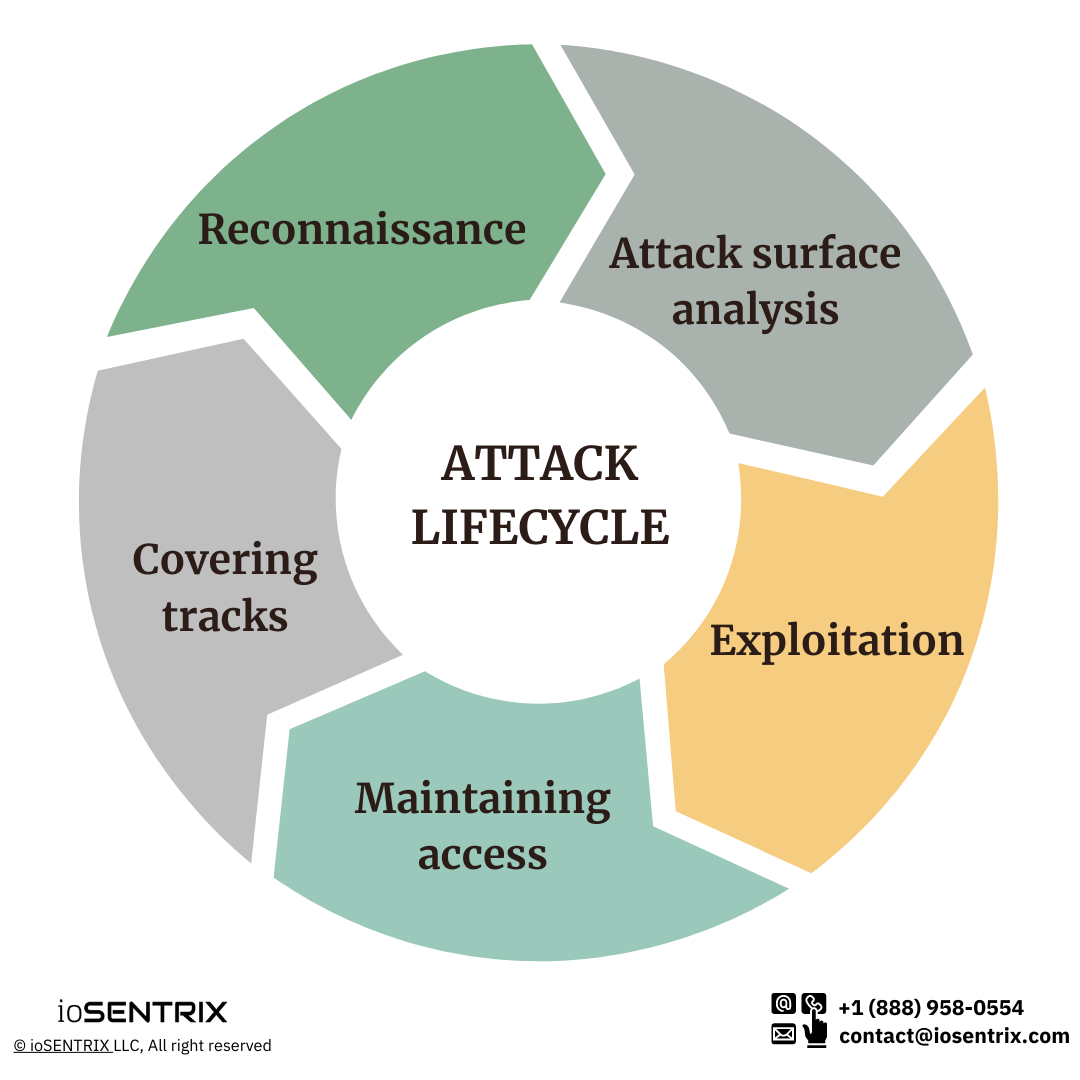 Reconnaissance
Attack surface
analysis
ATTACK
LIFECYCLE
Covering
tracks
Exploitation
Maintaining
access
ioSENTRIX
© ioSENTRIX LLC, All right reserved
+1 (888) 958-0554
contact@iosentrix.com